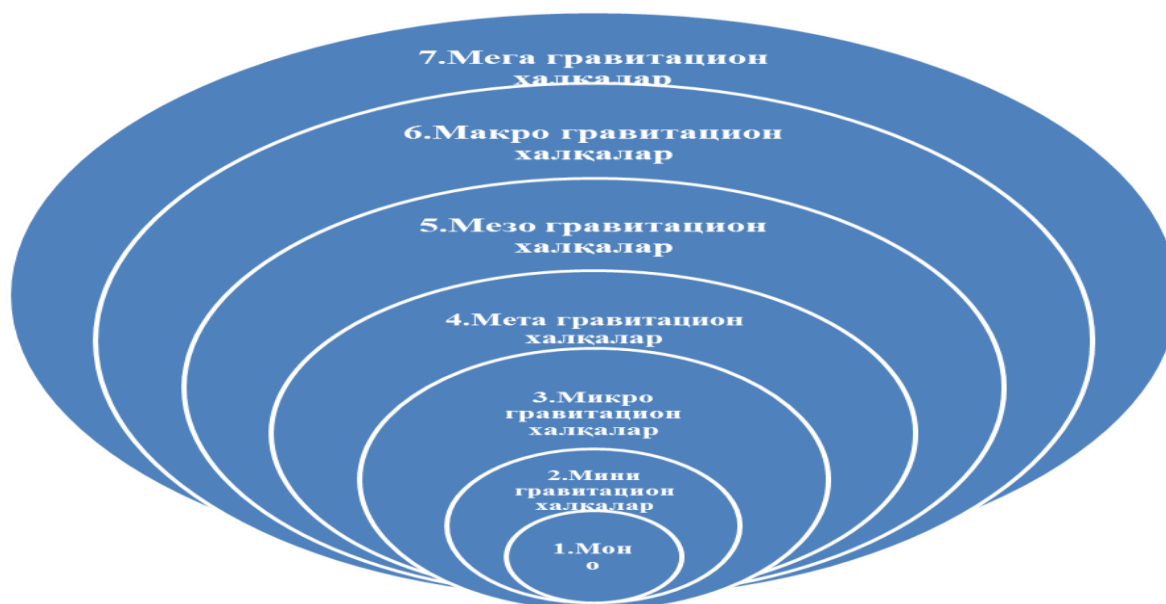 7.Мега гравитацион
халқалар
6.Макро гравитацион
халқалар
5.Мезо гравитацион
халқалар
4.Мета гравитацион
халқалар
3.Микро
гравитацион
халқалар
2.Мини
гравитацион
халқалар
1.Мон
о